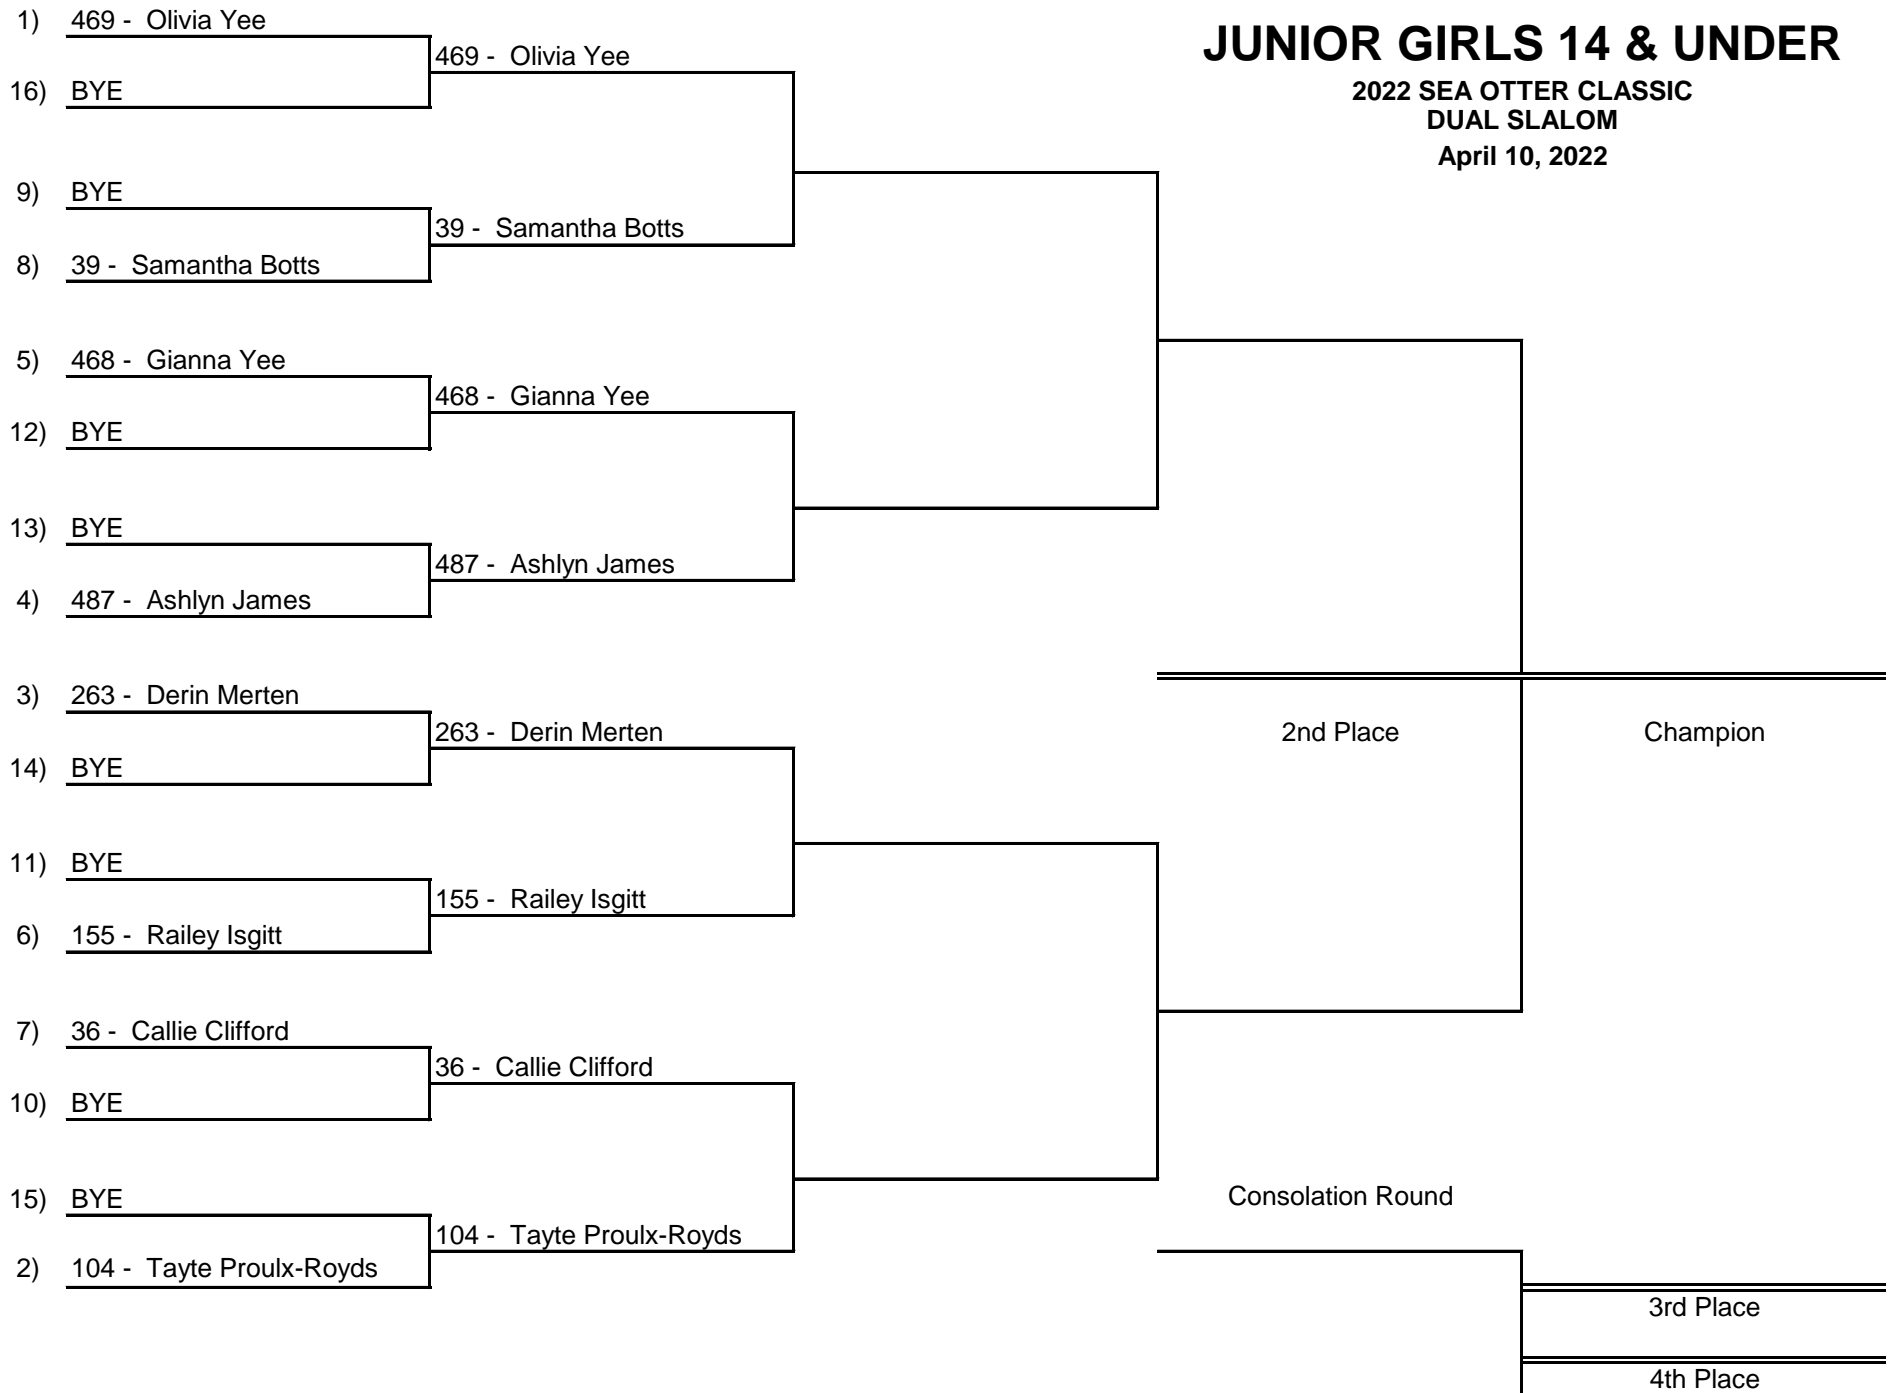 JUNIOR GIRLS 14 & UNDER
2022 SEA OTTER CLASSIC
DUAL SLALOM
April 10, 2022
1) 469 - Olivia Yee
469 - Olivia Yee
16) BYE
9) BYE
39 - Samantha Botts
8) 39 - Samantha Botts
5) 468 - Gianna Yee
468 - Gianna Yee
12) BYE
13) BYE
487 - Ashlyn James
4) 487 - Ashlyn James
3) 263 - Derin Merten
263 - Derin Merten
2nd Place
Champion
14) BYE
11) BYE
155 - Railey Isgitt
6) 155 - Railey Isgitt
7) 36 - Callie Clifford
36 - Callie Clifford
10) BYE
15) BYE
Consolation Round
104 - Tayte Proulx-Royds
2) 104 - Tayte Proulx-Royds
3rd Place
4th Place